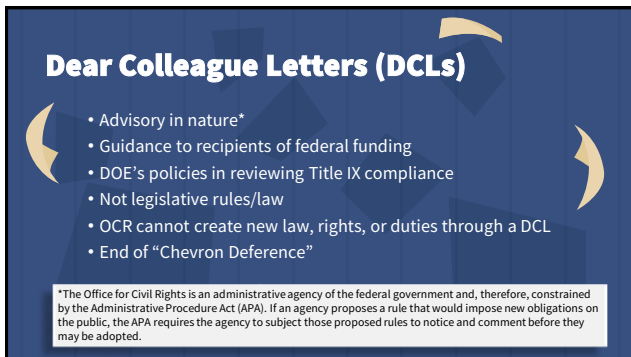 Dear Colleague Letters (DCLs)
• Advisory in nature*
• Guidance to recipients of federal funding
• DOE's policies in reviewing Title IX compliance
• Not legislative rules/law
• OCR cannot create new law, rights, or duties through a DCL
• End of “Chevron Deference”
*The Office for Civil Rights is an administrative agency of the federal government and, therefore, constrained
by the Administrative Procedure Act (APA). If an agency proposes a rule that would impose new obligations on
the public, the APA requires the agency to subject those proposed rules to notice and comment before they
may be adopted.